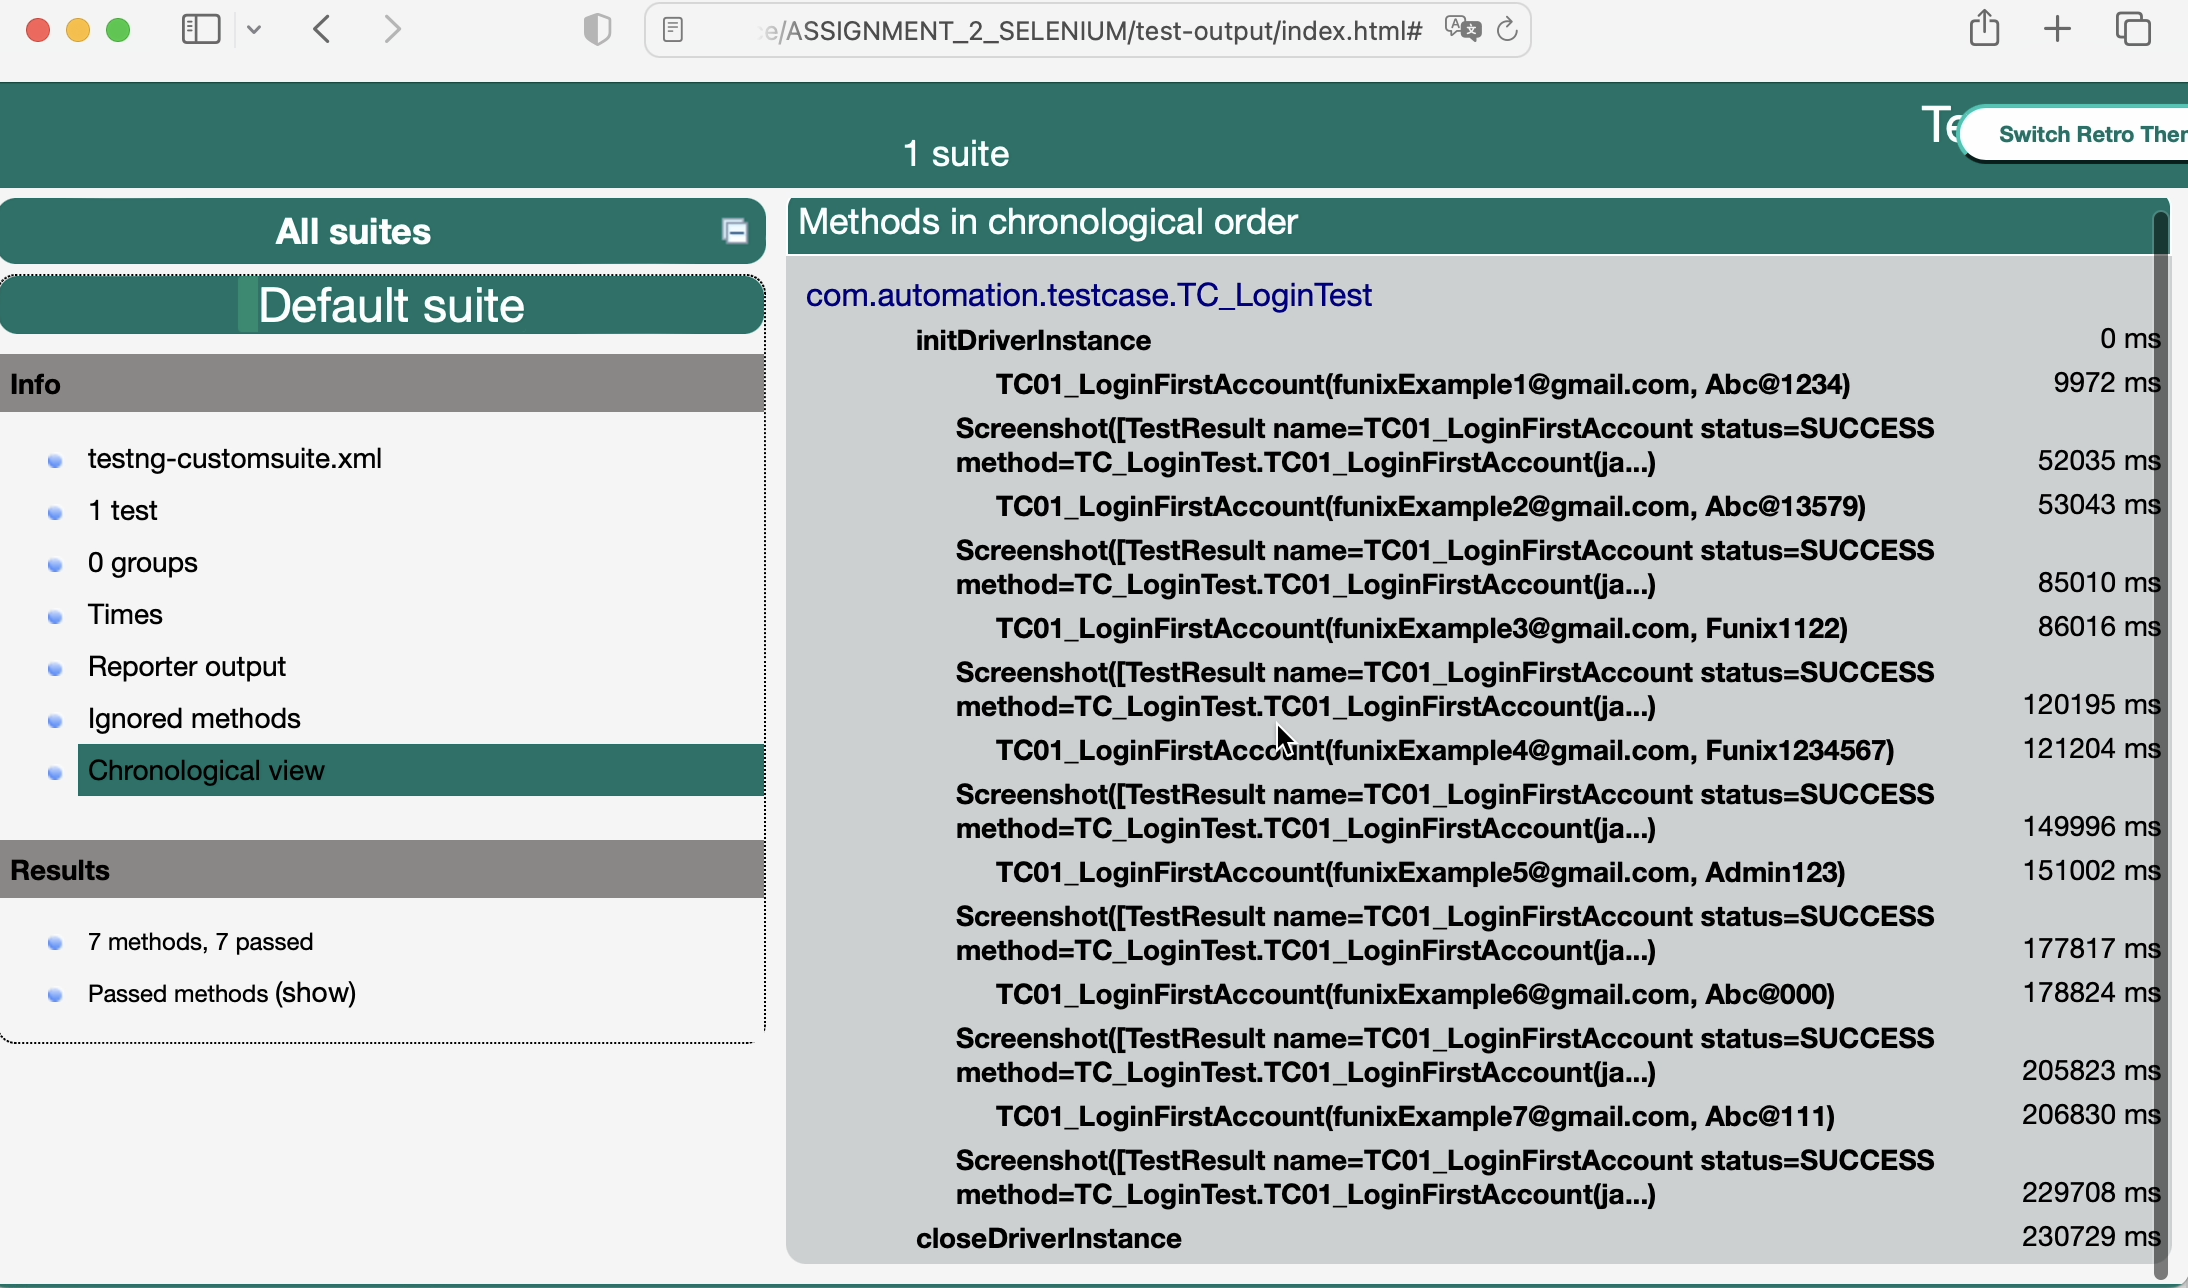 /ASSIGNMENT_2_SELENIUM/test-output/index.html#
1 suite
Switch Retro
All suites
Default suite
Info
testng-customsuite.xml
1 test
0 groups
Times
Reporter output
Ignored methods
Chronological view
Results
7 methods, 7 passed
Passed methods (show)
Methods in chronological order
com.automation.testcase.TC_LoginTest
initDriverInstance 0 ms
TC01_LoginFirstAccount(funixExample1@gmail.com, Abc@1234) 9972 ms
Screenshot([TestResult name=TC01_LoginFirstAccount status=SUCCESS
method=TC_LoginTest.TC01_LoginFirstAccount(ja...) 52035 ms
TC01_LoginFirstAccount(funixExample2@gmail.com, Abc@13579) 53043 ms
Screenshot([TestResult name=TC01_LoginFirstAccount status=SUCCESS
method=TC_LoginTest.TC01_LoginFirstAccount(ja...) 85010 ms
TC01_LoginFirstAccount(funixExample3@gmail.com, Funix1122) 86016 ms
Screenshot([TestResult name=TC01_LoginFirstAccount status=SUCCESS
method=TC_LoginTest.TC01_LoginFirstAccount(ja...) 120195 ms
TC01_LoginFirstAccount(funixExample4@gmail.com, Funix1234567) 121204 ms
Screenshot([TestResult name=TC01_LoginFirstAccount status=SUCCESS
method=TC_LoginTest.TC01_LoginFirstAccount(ja...) 149996 ms
TC01_LoginFirstAccount(funixExample5@gmail.com, Admin123) 151002 ms
Screenshot([TestResult name=TC01_LoginFirstAccount status=SUCCESS
method=TC_LoginTest.TC01_LoginFirstAccount(ja...) 177817 ms
TC01_LoginFirstAccount(funixExample6@gmail.com, Abc@000) 178824 ms
Screenshot([TestResult name=TC01_LoginFirstAccount status=SUCCESS
method=TC_LoginTest.TC01_LoginFirstAccount(ja...) 205823 ms
TC01_LoginFirstAccount(funixExample7@gmail.com, Abc@111) 206830 ms
Screenshot([TestResult name=TC01_LoginFirstAccount status=SUCCESS
method=TC_LoginTest.TC01_LoginFirstAccount(ja...) 229708 ms
closeDriverInstance 230729 ms